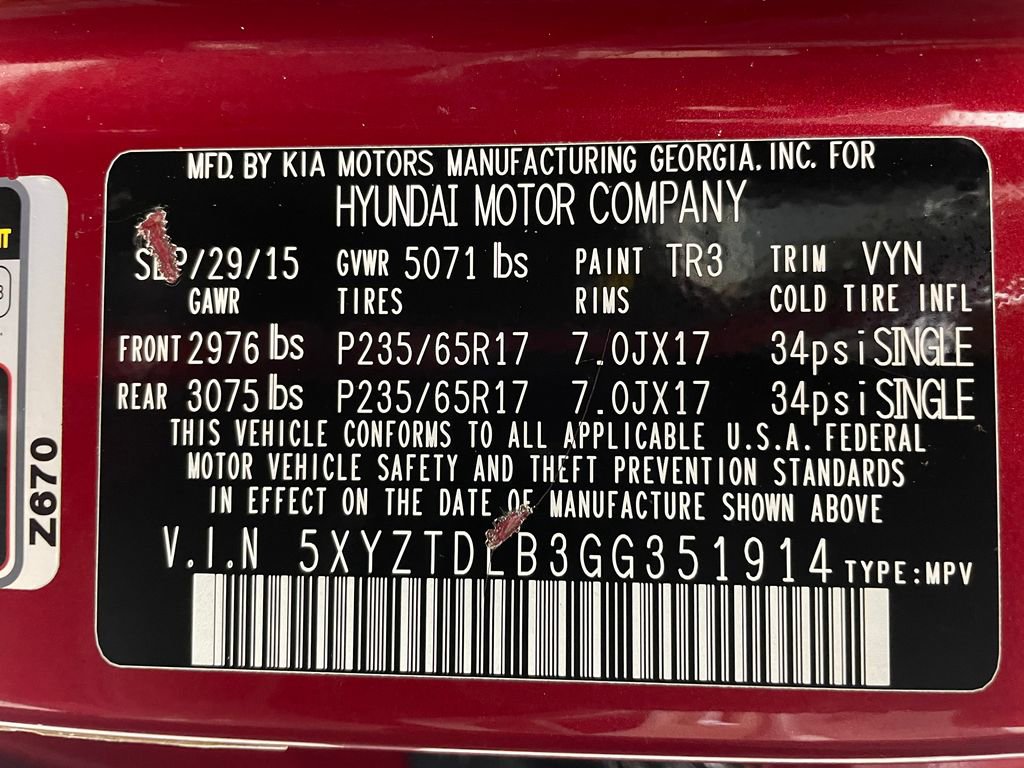 MFD. BY KIA MOTORS MANUFACTURING GEORGIA. INC. FOR
HYUNDAI MOTOR COMPANY
SEP/29/15 GVWR 5071 lbs PAINT TR3 TRIM VYN
GAWR TIRES RIMS COLD TIRE INFL
FRONT 2976 lbs P235/65R17 7.0JX17 34psi SINGLE
REAR 3075 lbs P235/65R17 7.0JX17 34psi SINGLE
THIS VEHICLE CONFORMS TO ALL APPLICABLE U.S.A. FEDERAL
MOTOR VEHICLE SAFETY AND THEFT PREVENTION STANDARDS
IN EFFECT ON THE DATE OF MANUFACTURE SHOWN ABOVE
V.I.N 5XYZTDLB3GG351914 TYPE:MPV
Z670